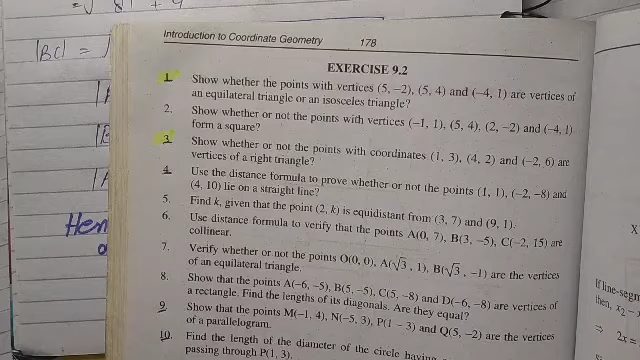 |BC| =
Hen
Introduction to Coordinate Geometry 178
EXERCISE 9.2
1. Show whether the points with vertices (5, −2), (5, 4) and (−4, 1) are vertices of
an equilateral triangle or an isosceles triangle?
2. Show whether or not the points with vertices (−1, 1), (5, 4), (2, −2) and (−4, 1)
form a square?
3. Show whether or not the points with coordinates (1, 3), (4, 2) and (−2, 6) are
vertices of a right triangle?
4. Use the distance formula to prove whether or not the points (1, 1), (−2, −8) and
(4, 10) lie on a straight line?
5. Find k, given that the point (2, k) is equidistant from (3, 7) and (9, 1).
6. Use distance formula to verify that the points A(0, 7), B(3, −5), C(−2, 15) are
collinear.
7. Verify whether or not the points O(0, 0), A(√3 , 1), B(√3 , −1) are the vertices
of an equilateral triangle.
8. Show that the points A(−6, −5), B(5, −5), C(5, −8) and D(−6, −8) are vertices of
a rectangle. Find the lengths of its diagonals. Are they equal?
9. Show that the points M(−1, 4), N(−5, 3), P(1 − 3) and Q(5, −2) are the vertices
of a parallelogram.
10. Find the length of the diameter of the circle having
passing through P(1, 3).
If line-segm
then, x₂ − x
⇒ 2x =